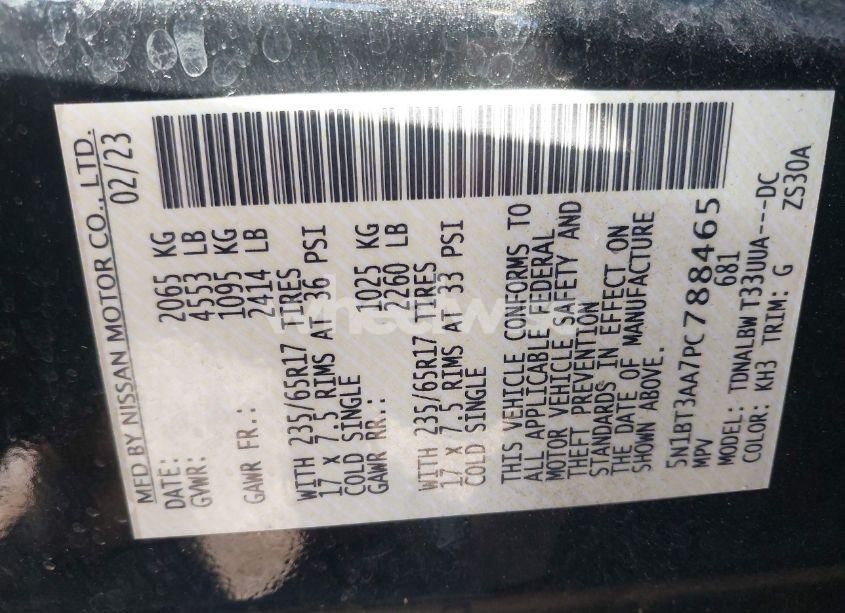 MFD BY NISSAN MOTOR CO., LTD.
DATE: 02/23
GVWR: 2065 KG
4553 LB
GAWR FR.: 1095 KG
2414 LB
WITH 235/65R17 TIRES
17 X 7.5 RIMS AT 36 PSI
COLD SINGLE
GAWR RR.: 1025 KG
2260 LB
WITH 235/65R17 TIRES
17 X 7.5 RIMS AT 33 PSI
COLD SINGLE
THIS VEHICLE CONFORMS TO
ALL APPLICABLE FEDERAL
MOTOR VEHICLE SAFETY AND
THEFT PREVENTION
STANDARDS IN EFFECT ON
THE DATE OF MANUFACTURE
SHOWN ABOVE.
5N1BT3AA7PC788465
MPV 681
MODEL: TDNALBW T33UUA----DC
COLOR: KH3 TRIM: G ZS30A